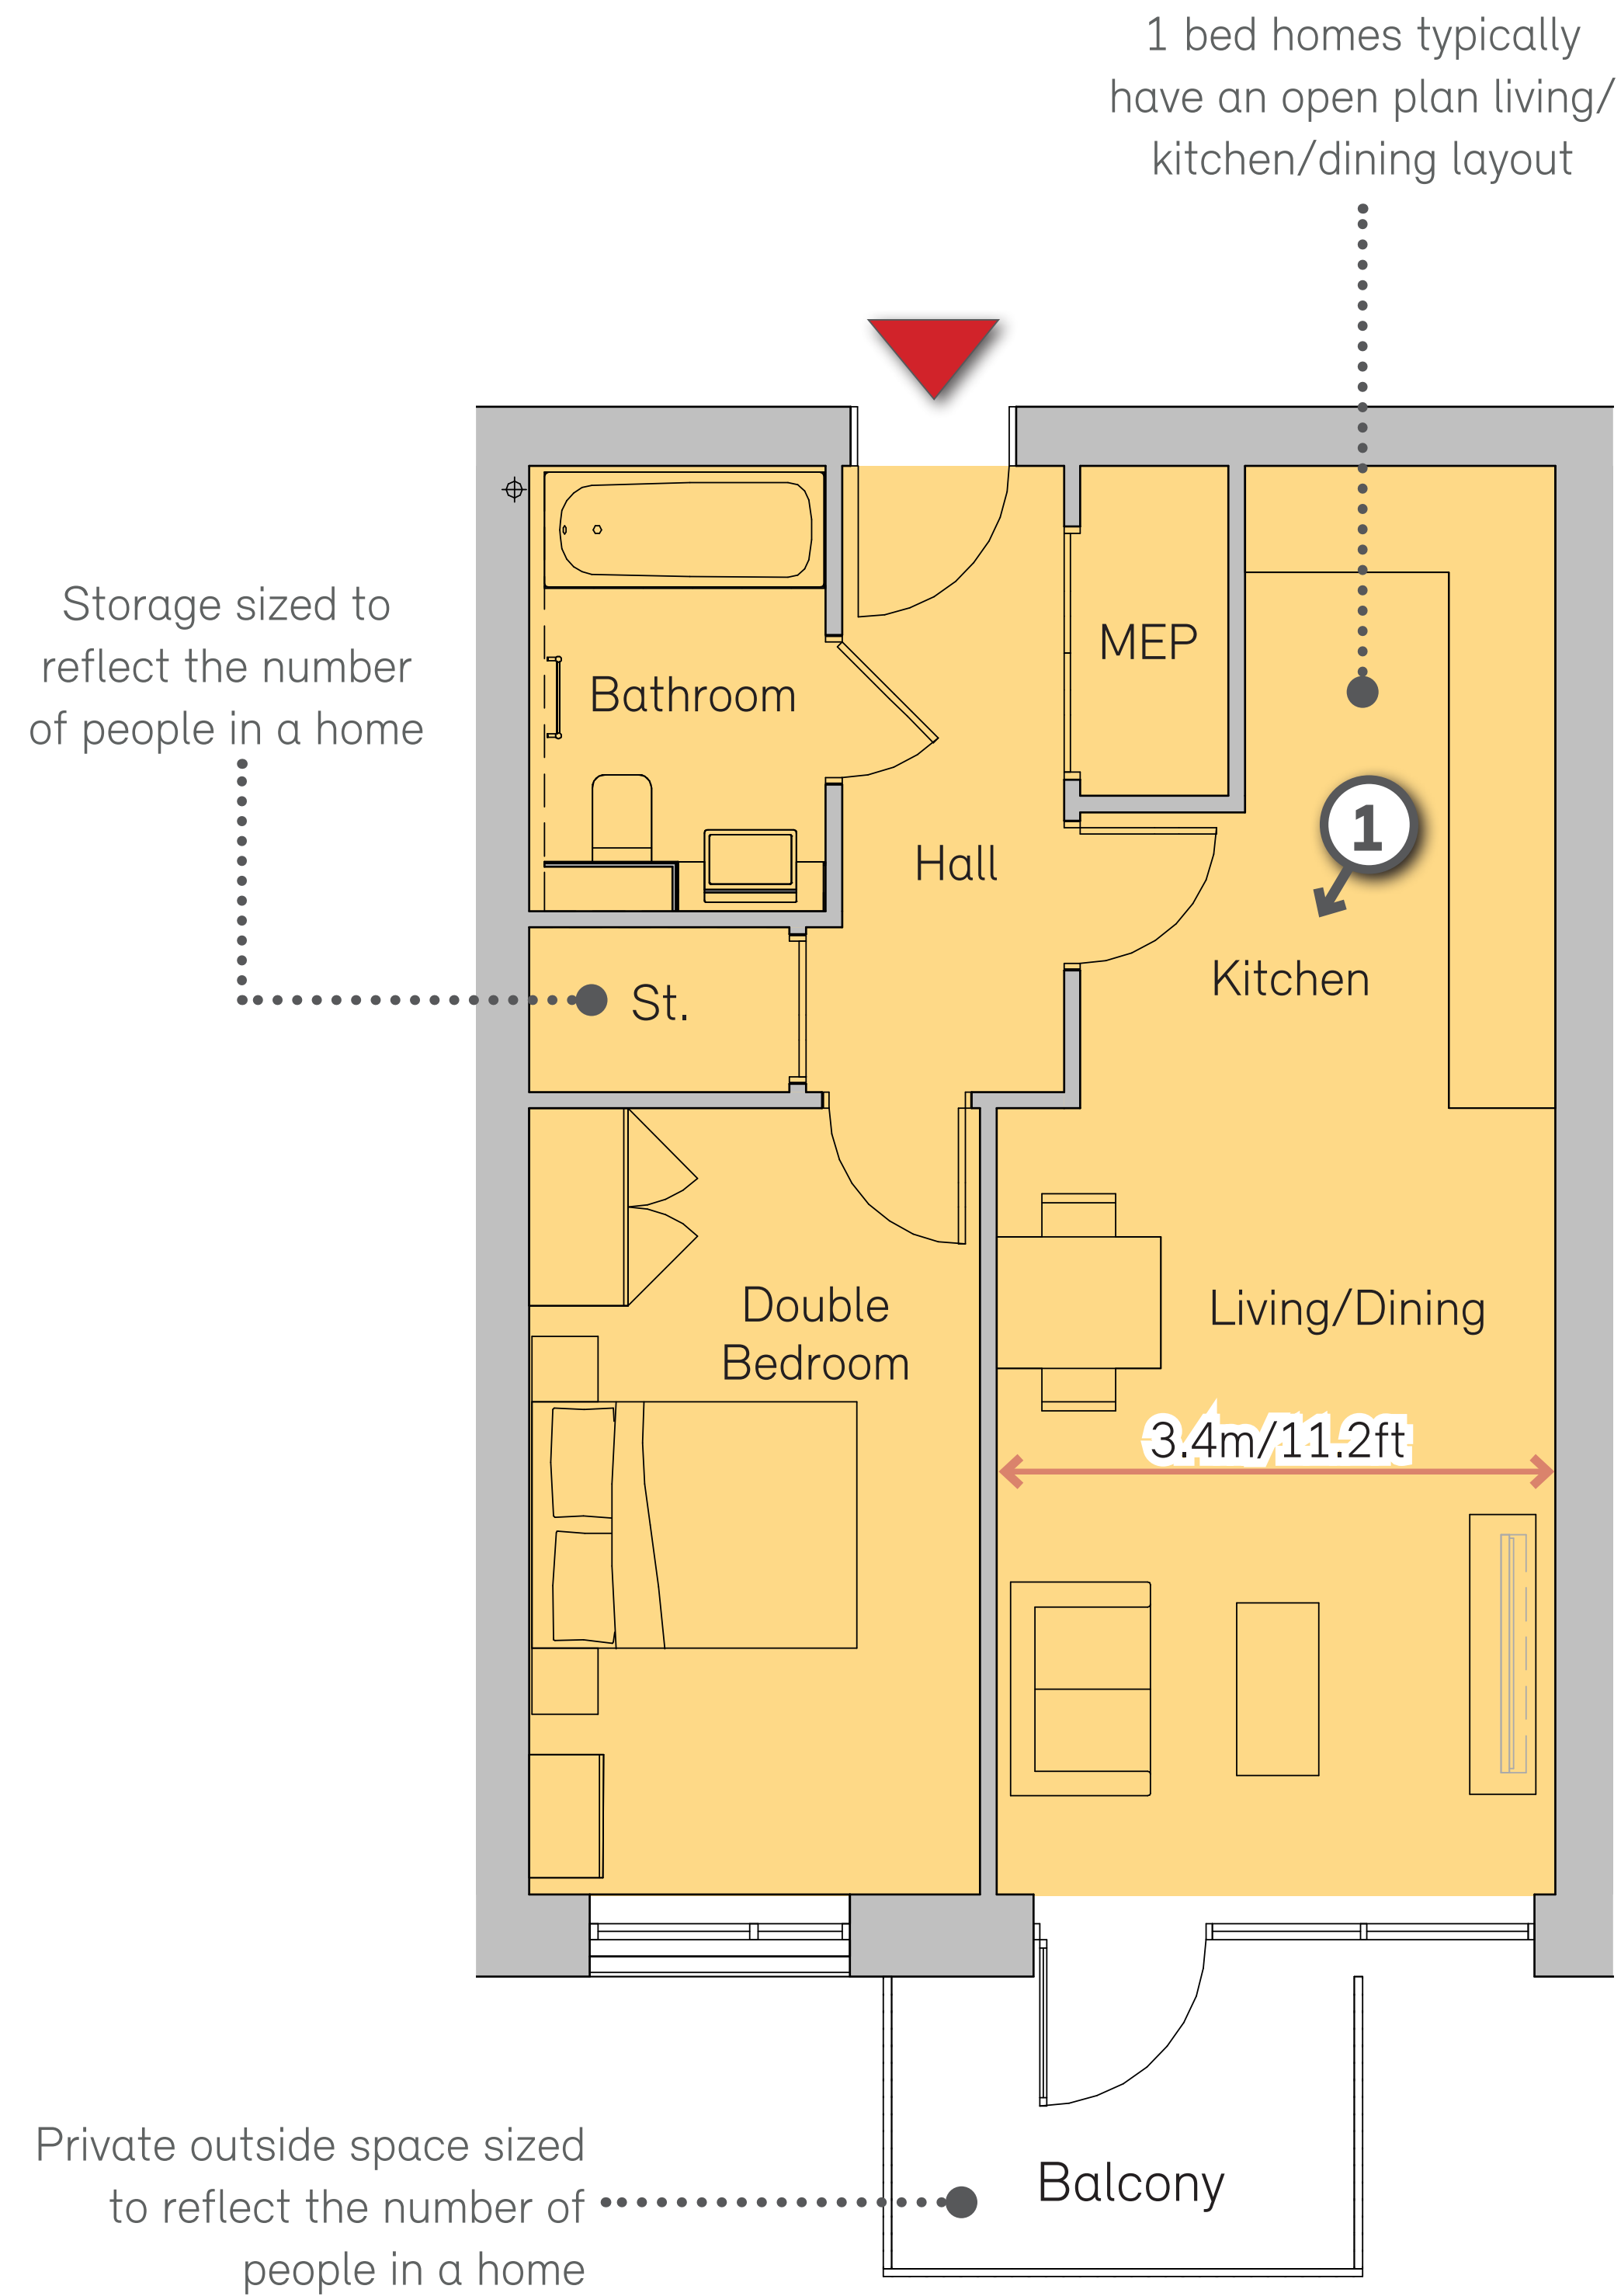 1 bed homes typically
have an open plan living/
kitchen/dining layout
Storage sized to
reflect the number
of people in a home
MEP
Bathroom
1
Hall
Kitchen
St.
Double
Bedroom
Living/Dining
3.4m/11.2ft
Private outside space sized
to reflect the number of
people in a home
Balcony